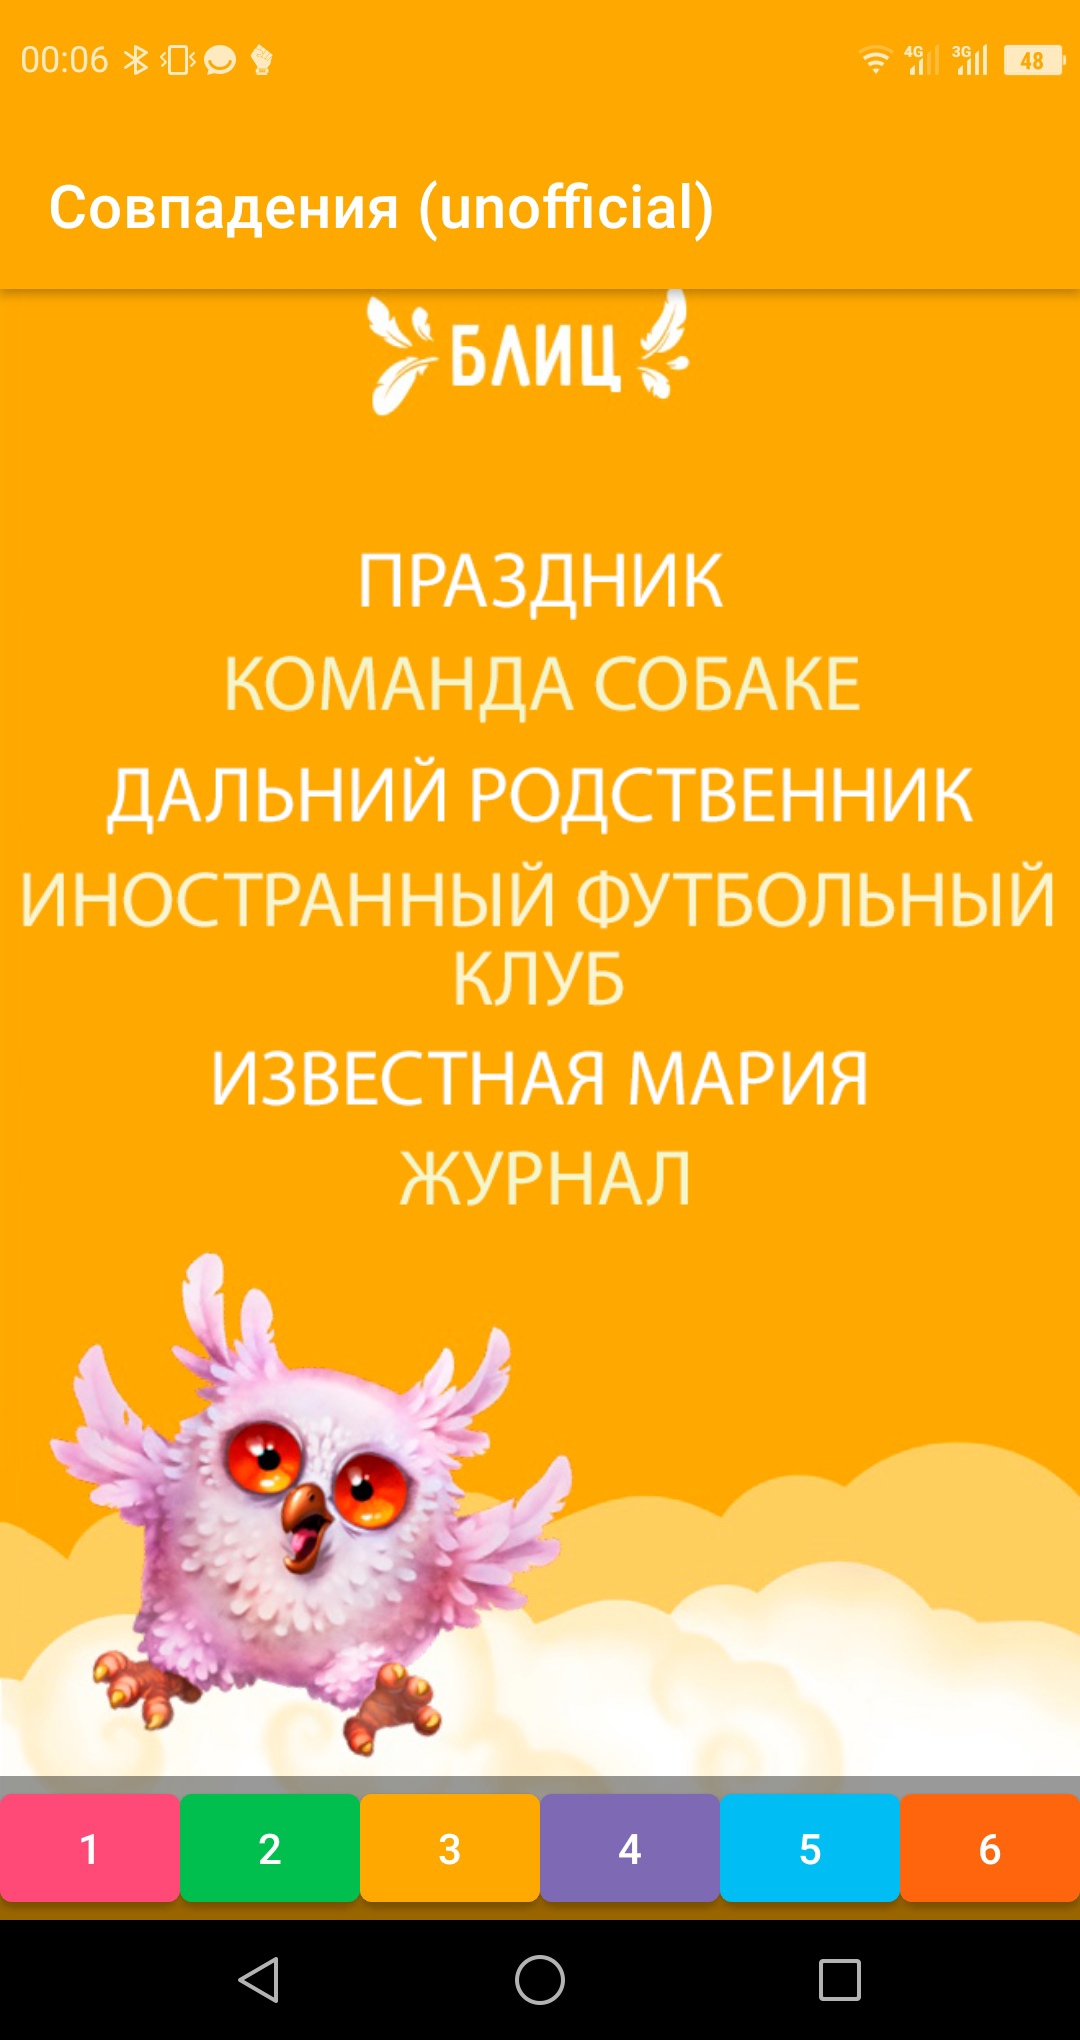 00:06 4G 3G 48
Совпадения (unofficial)
БЛИЦ
ПРАЗДНИК
КОМАНДА СОБАКЕ
ДАЛЬНИЙ РОДСТВЕННИК
ИНОСТРАННЫЙ ФУТБОЛЬНЫЙ
КЛУБ
ИЗВЕСТНАЯ МАРИЯ
ЖУРНАЛ
1 2 3 4 5 6